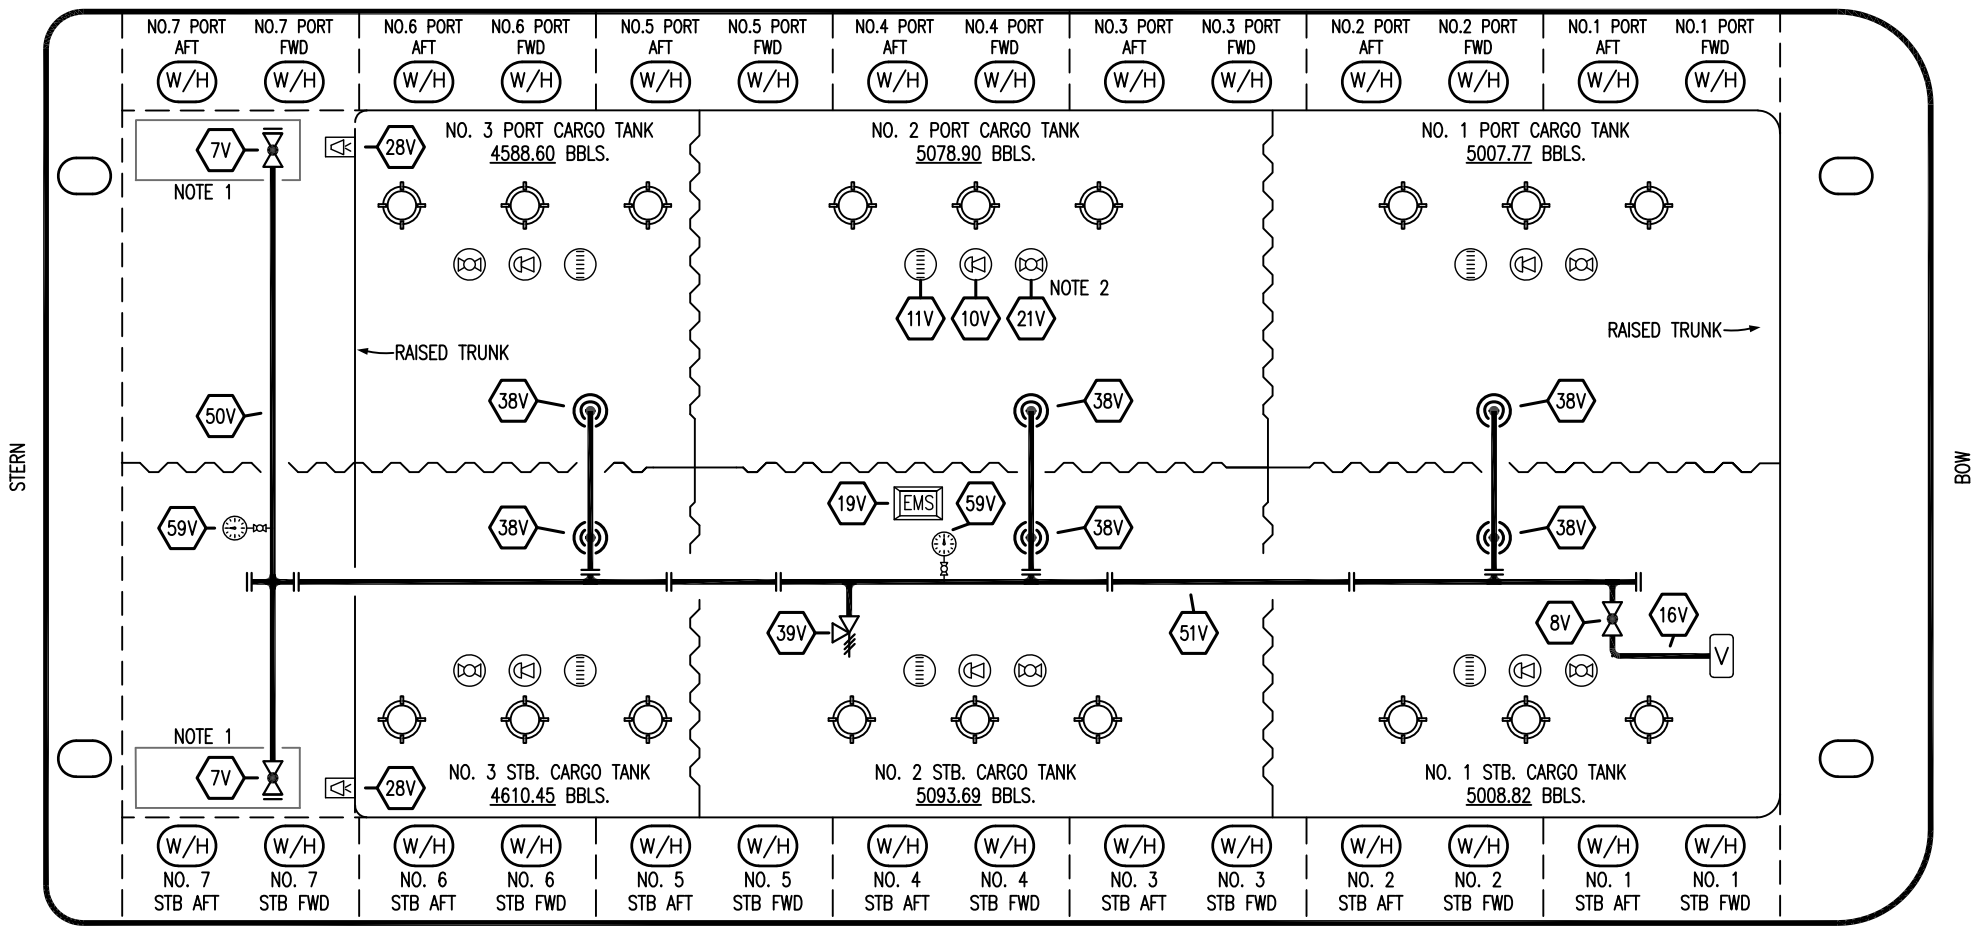 NO.7 PORT NO.7 PORT NO.6 PORT NO.6 PORT NO.5 PORT NO.5 PORT NO.4 PORT NO.4 PORT NO.3 PORT NO.3 PORT NO.2 PORT NO.2 PORT NO.1 PORT NO.1 PORT
AFT FWD AFT FWD AFT FWD AFT FWD AFT FWD AFT FWD AFT FWD
W/H W/H W/H W/H W/H W/H W/H W/H W/H W/H W/H W/H W/H W/H
NO. 3 PORT CARGO TANK NO. 2 PORT CARGO TANK NO. 1 PORT CARGO TANK
7V 28V 4588.60 BBLS. 5078.90 BBLS. 5007.77 BBLS.
NOTE 1
NOTE 2
11V 10V 21V
RAISED TRUNK
RAISED TRUNK
38V 38V 38V
50V
STERN
BOW
19V EMS 59V
59V 38V 38V 38V
39V 51V 8V 16V
V
NOTE 1
NO. 3 STB. CARGO TANK NO. 2 STB. CARGO TANK NO. 1 STB. CARGO TANK
7V 28V 4610.45 BBLS. 5093.69 BBLS. 5008.82 BBLS.
W/H W/H W/H W/H W/H W/H W/H W/H W/H W/H W/H W/H W/H W/H
NO. 7 NO. 7 NO. 6 NO. 6 NO. 5 NO. 5 NO. 4 NO. 4 NO. 3 NO. 3 NO. 2 NO. 2 NO. 1 NO. 1
STB AFT STB FWD STB AFT STB FWD STB AFT STB FWD STB AFT STB FWD STB AFT STB FWD STB AFT STB FWD STB AFT STB FWD